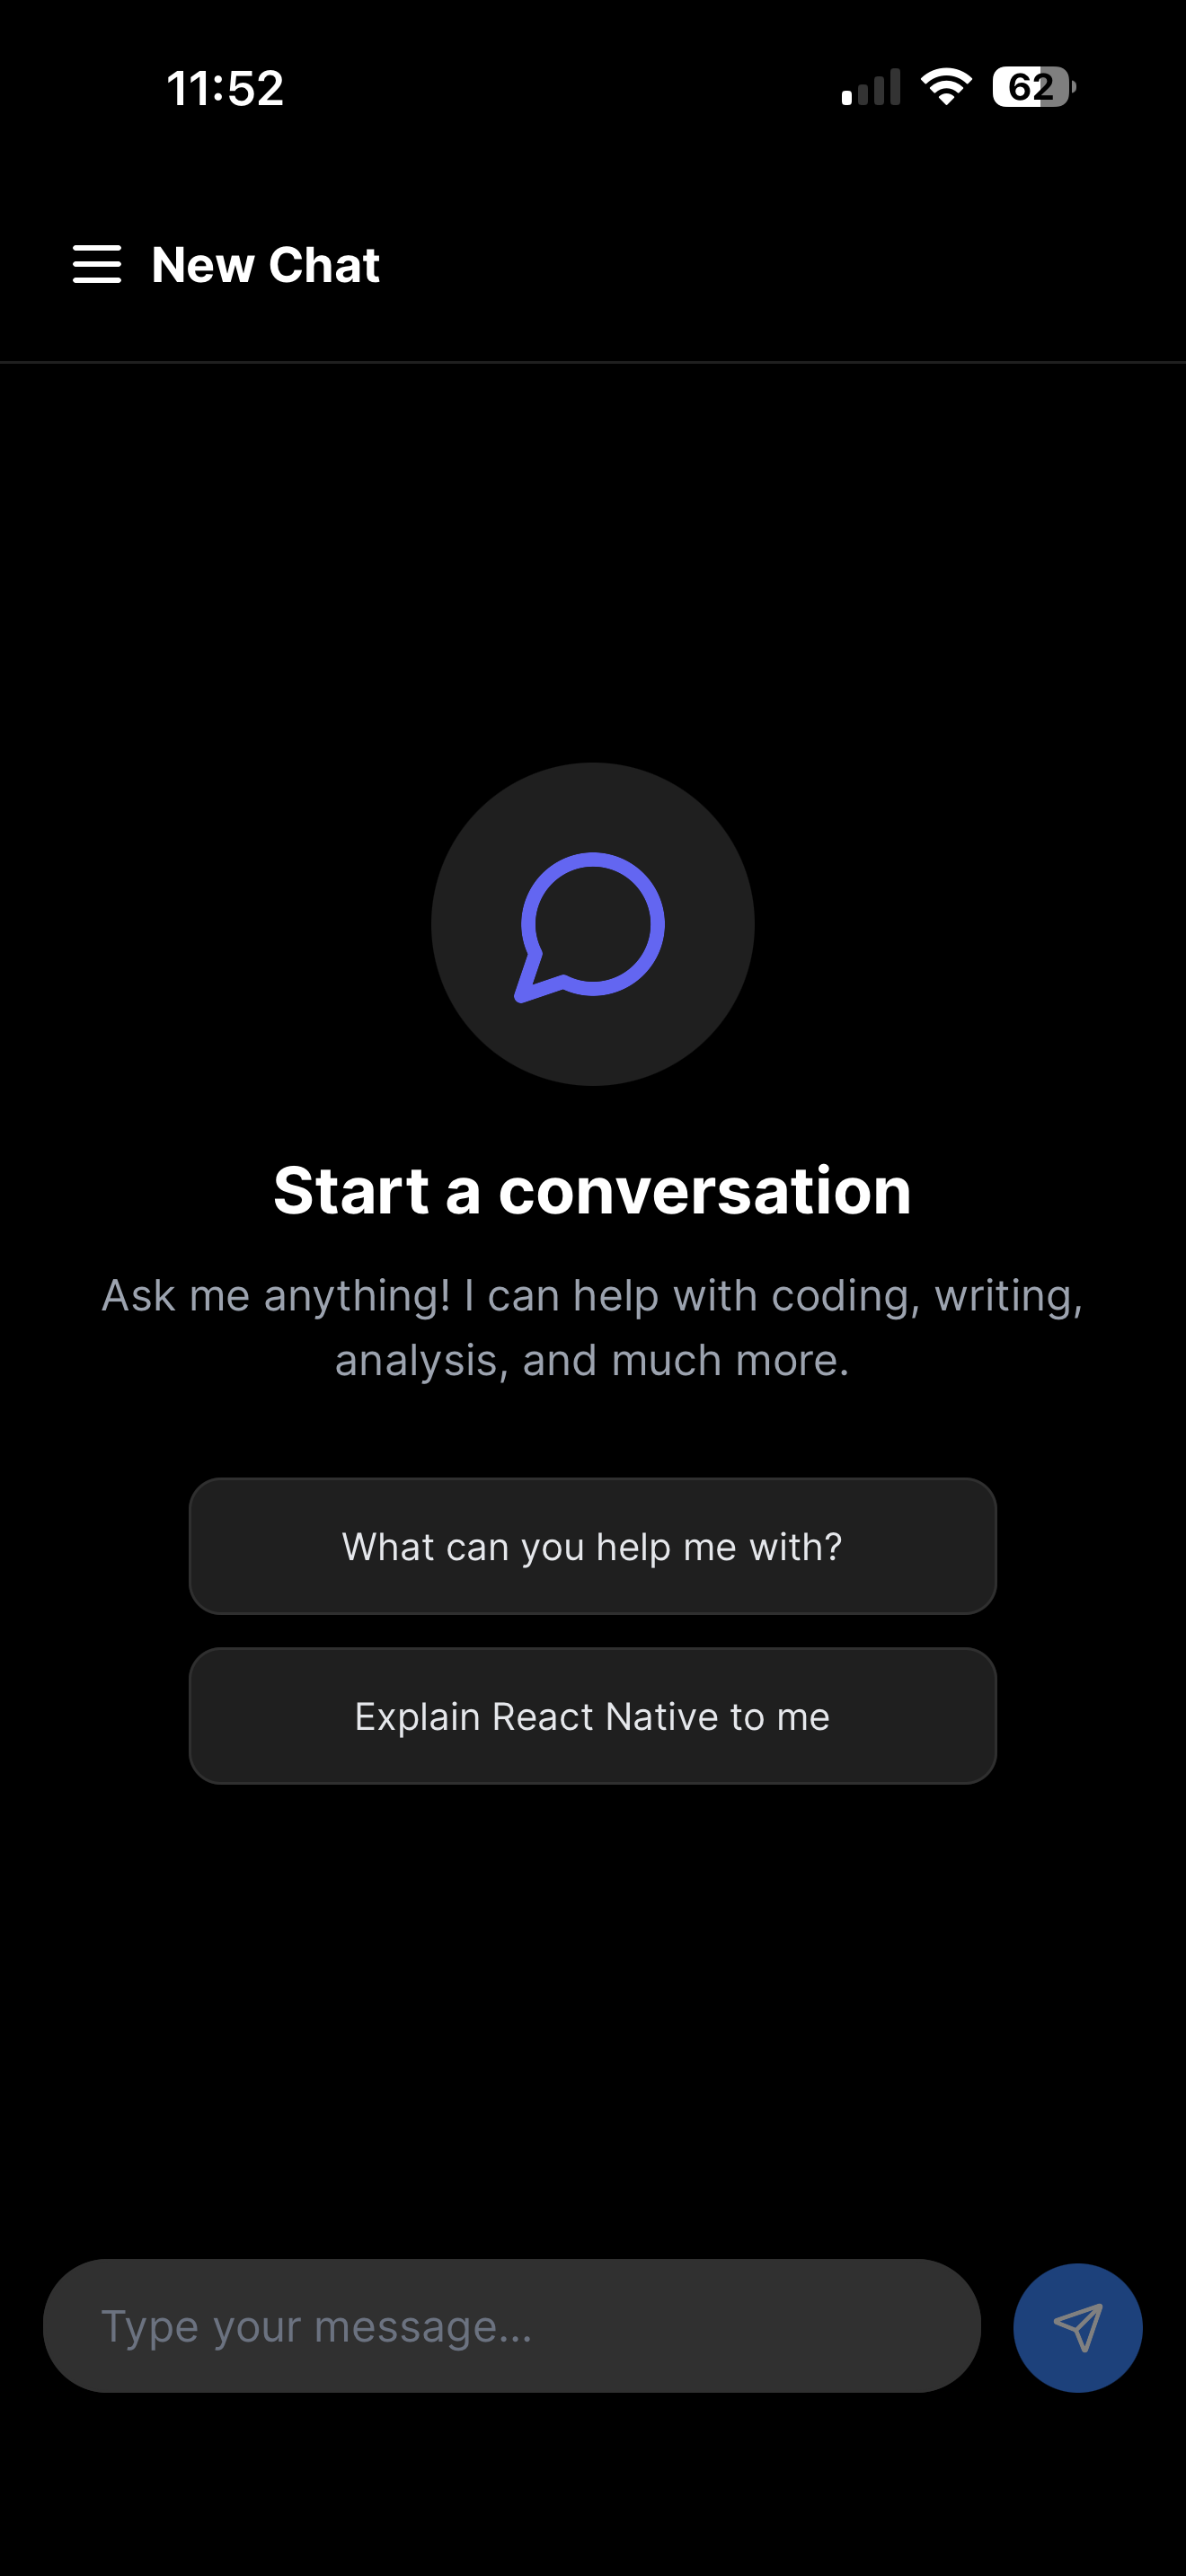 11:52
62
New Chat
Start a conversation
Ask me anything! I can help with coding, writing,
analysis, and much more.
What can you help me with?
Explain React Native to me
Type your message...